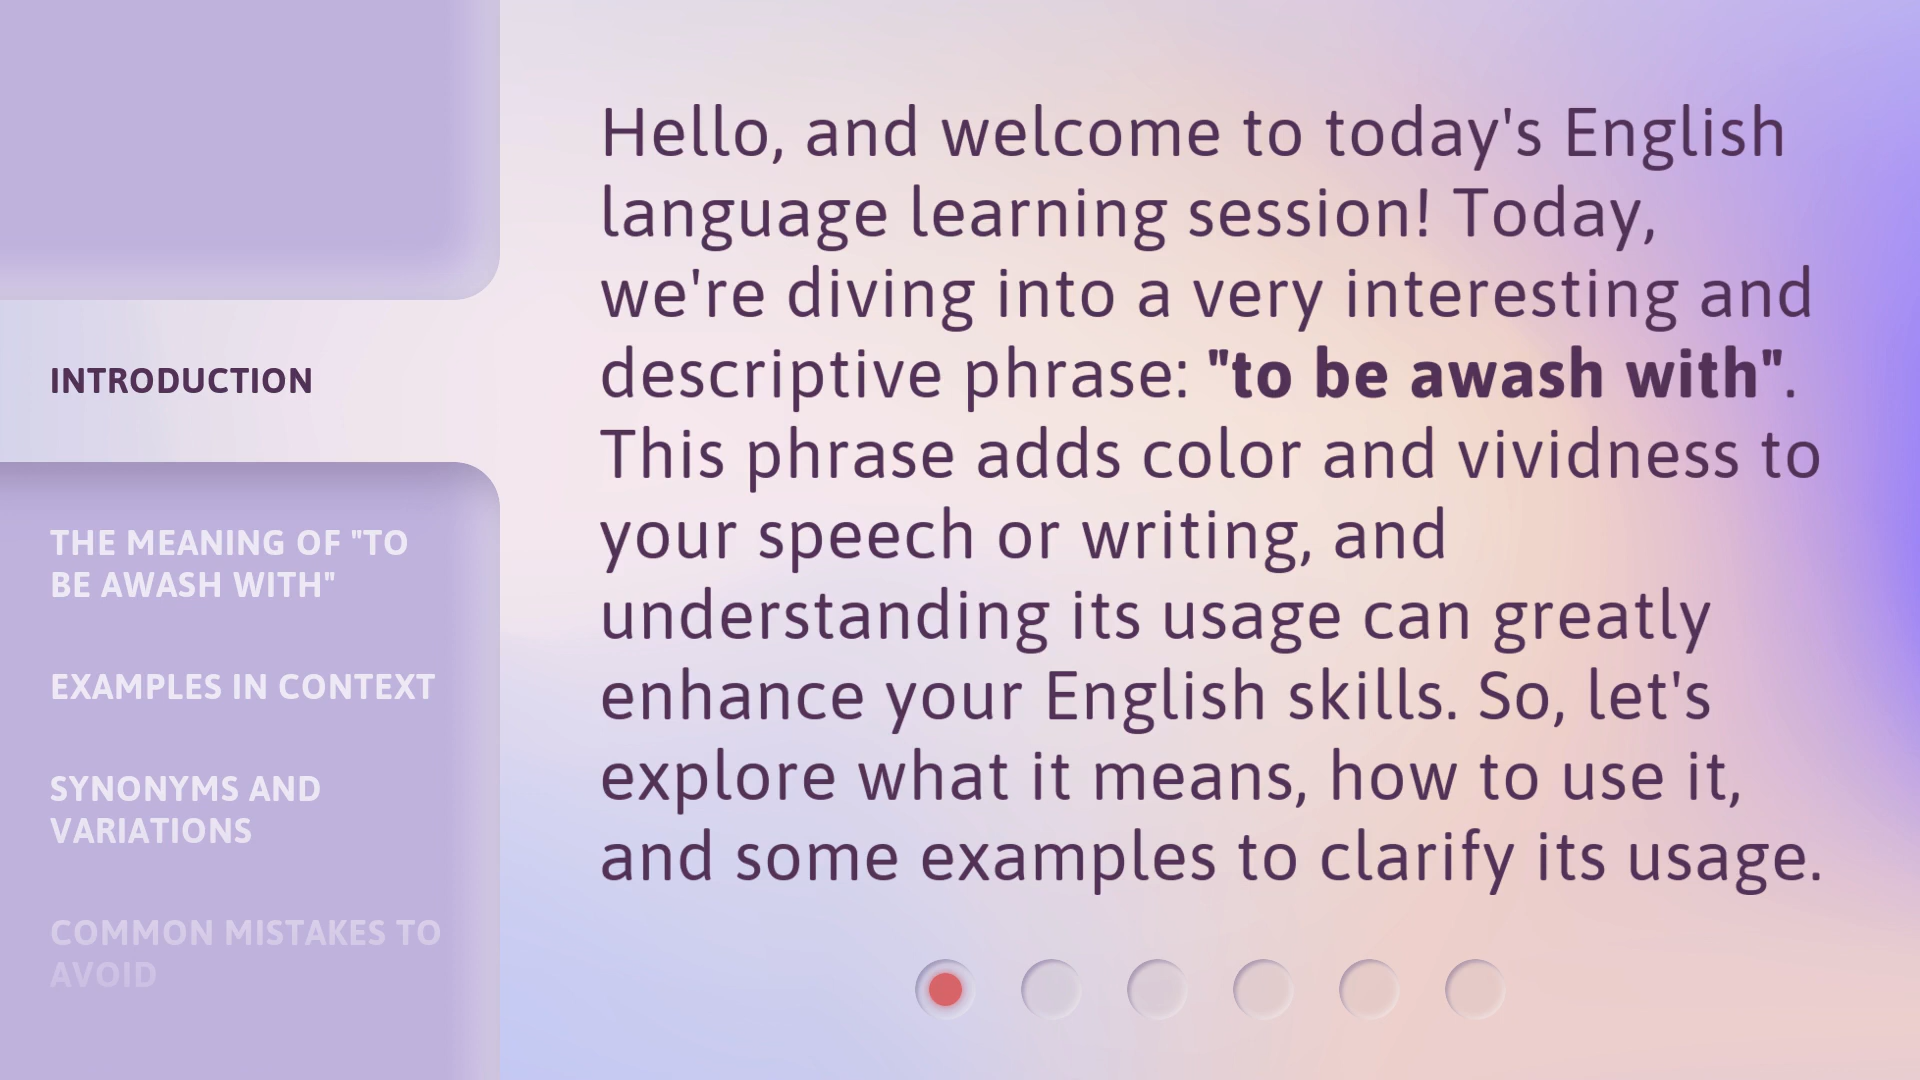 INTRODUCTION
THE MEANING OF "TO
BE AWASH WITH"
EXAMPLES IN CONTEXT
SYNONYMS AND
VARIATIONS
COMMON MISTAKES TO
AVOID
Hello, and welcome to today's English
language learning session! Today,
we're diving into a very interesting and
descriptive phrase: "to be awash with".
This phrase adds color and vividness to
your speech or writing, and
understanding its usage can greatly
enhance your English skills. So, let's
explore what it means, how to use it,
and some examples to clarify its usage.